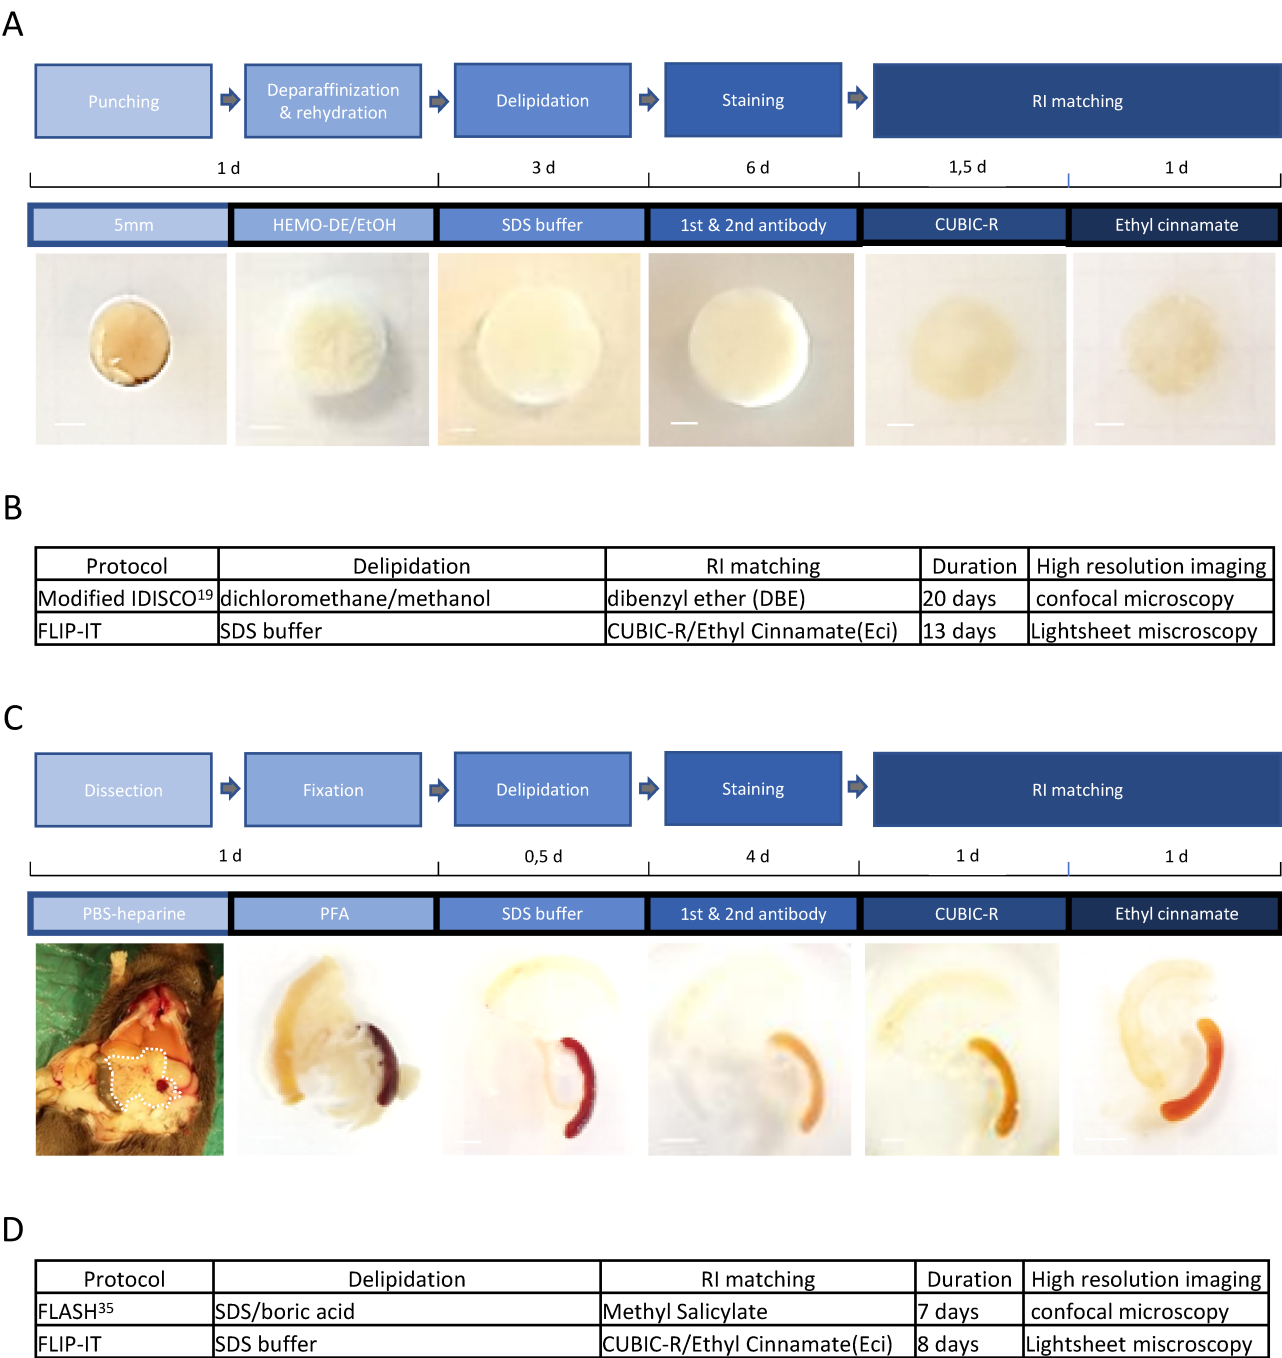 A
Punching
Deparaffinization
& rehydration
Delipidation
Staining
RI matching
1 d
3 d
6 d
1,5 d
1 d
5mm
HEMO-DE/EtOH
SDS buffer
1st & 2nd antibody
CUBIC-R
Ethyl cinnamate
B
Protocol Delipidation RI matching Duration High resolution imaging
Modified IDISCO¹⁹ dichloromethane/methanol dibenzyl ether (DBE) 20 days confocal microscopy
FLIP-IT SDS buffer CUBIC-R/Ethyl Cinnamate(Eci) 13 days Lightsheet miscroscopy
C
Dissection
Fixation
Delipidation
Staining
RI matching
1 d
0,5 d
4 d
1 d
1 d
PBS-heparine
PFA
SDS buffer
1st & 2nd antibody
CUBIC-R
Ethyl cinnamate
D
Protocol Delipidation RI matching Duration High resolution imaging
FLASH³⁵ SDS/boric acid Methyl Salicylate 7 days confocal microscopy
FLIP-IT SDS buffer CUBIC-R/Ethyl Cinnamate(Eci) 8 days Lightsheet miscroscopy